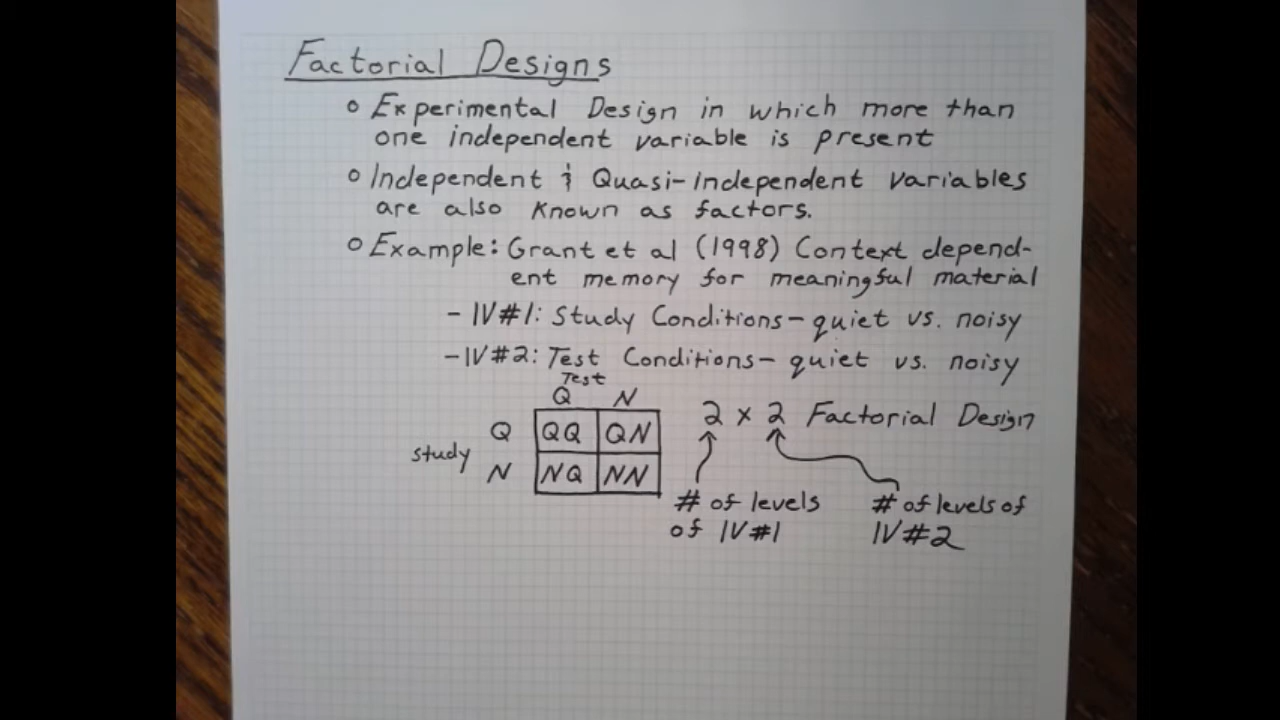 Factorial Designs
o Experimental Design in which more than
one independent variable is present
o Independent & Quasi-independent variables
are also known as factors.
o Example: Grant et al (1998) Context depend-
ent memory for meaningful material
- IV#1: Study Conditions - quiet vs. noisy
- IV#2: Test Conditions - quiet vs. noisy
Test
Q N
Q QQ QN
study
N NQ NN
2 x 2 Factorial Design
# of levels
of IV#1
# of levels of
IV#2